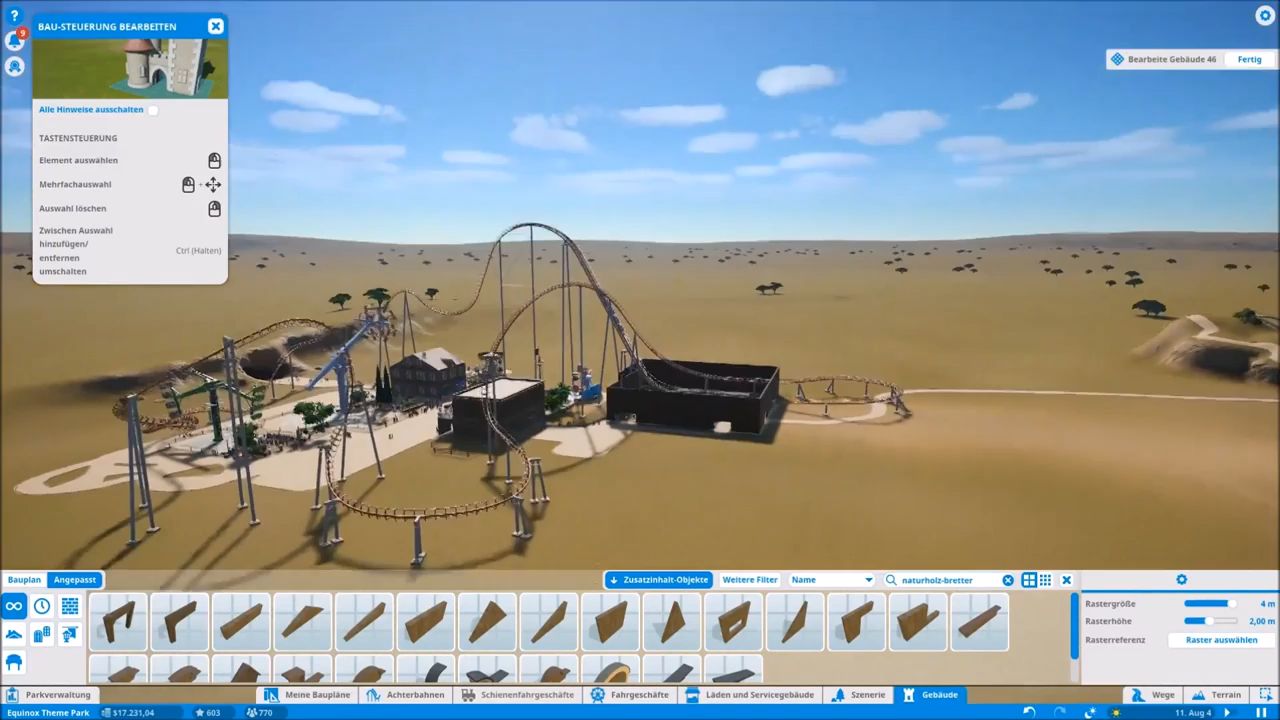 ?
BAU-STEUERUNG BEARBEITEN
9
Bearbeite Gebäude 46
Fertig
Alle Hinweise ausschalten
TASTENSTEUERUNG
Element auswählen
Mehrfachauswahl
+
Auswahl löschen
Zwischen Auswahl
hinzufügen/
entfernen
umschalten
Ctrl (Halten)
Bauplan
Angepasst
Zusatzinhalt-Objekte
Weitere Filter
Name
naturholz-bretter
Rastergröße
4 m
Rasterhöhe
2,00 m
Rasterreferenz
Raster auswählen
Parkverwaltung
Meine Baupläne
Achterbahnen
Schienenfahrgeschäfte
Fahrgeschäfte
Läden und Servicegebäude
Szenerie
Gebäude
Wege
Terrain
Equinox Theme Park
$17.231,04
603
770
11. Aug 4